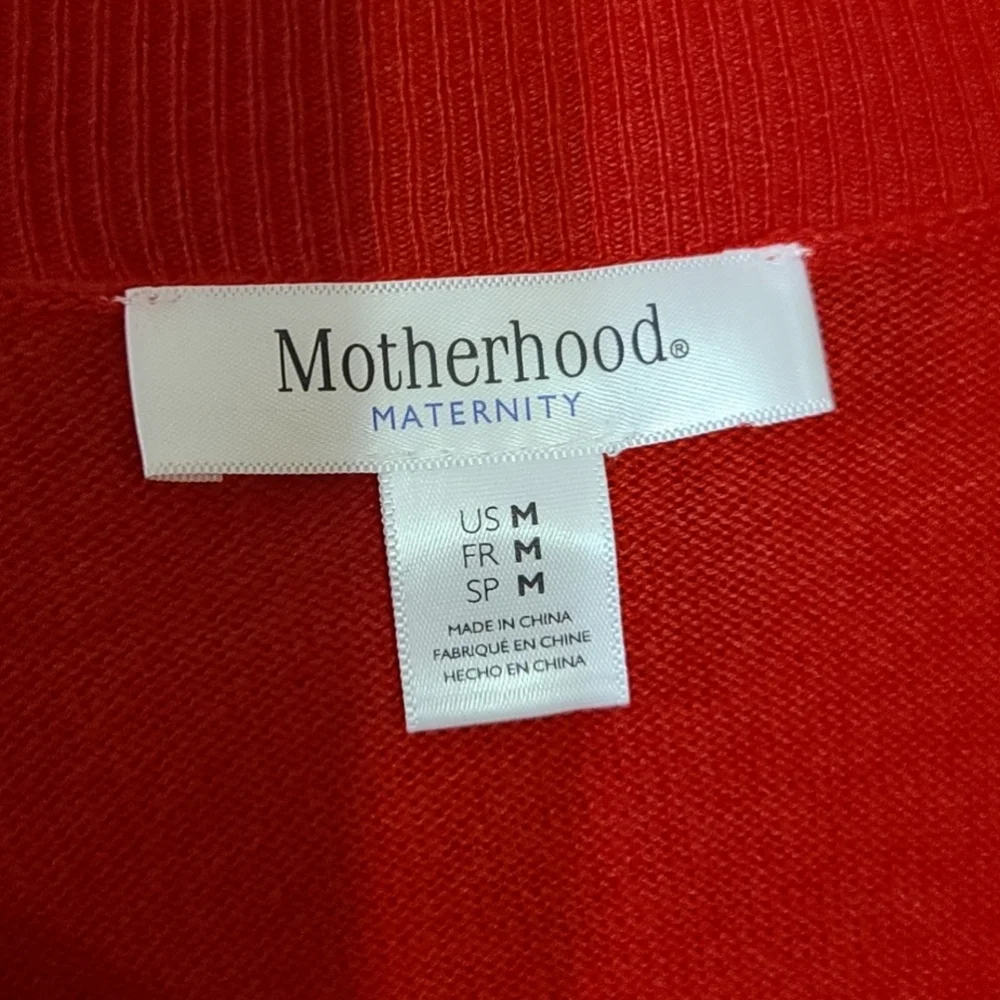 Motherhood®
MATERNITY
US M
FR M
SP M
MADE IN CHINA
FABRIQUÉ EN CHINE
HECHO EN CHINA